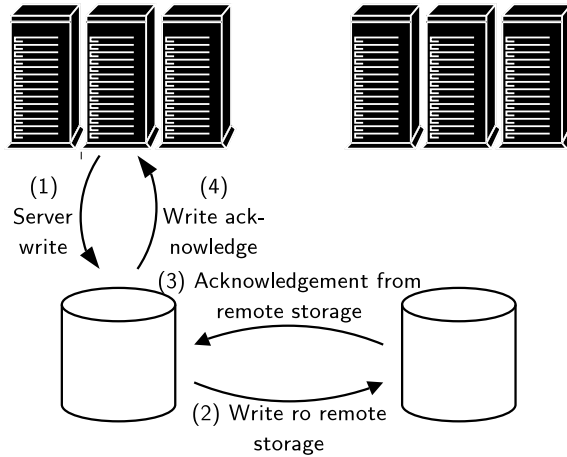 (1)
Server
write
(4)
Write ack-
nowledge
(3) Acknowledgement from
remote storage
(2) Write ro remote
storage